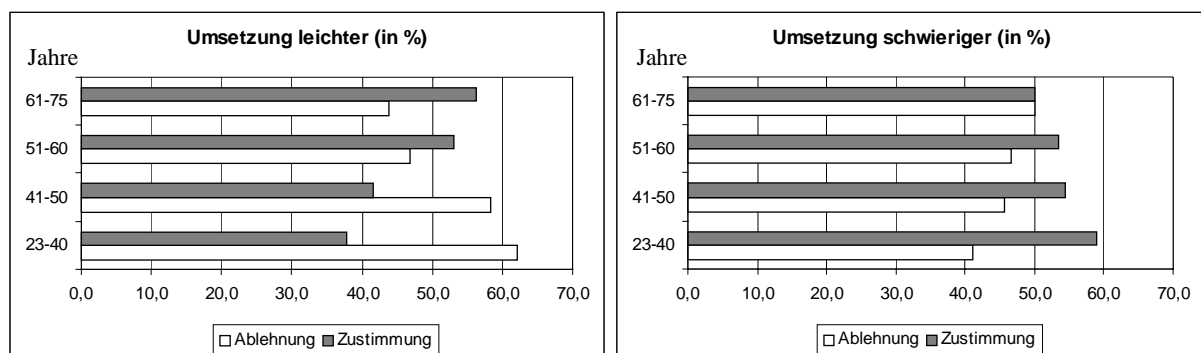 Umsetzung leichter (in %)
Jahre
61-75
51-60
41-50
23-40
0,0 10,0 20,0 30,0 40,0 50,0 60,0 70,0
Ablehnung Zustimmung
Umsetzung schwieriger (in %)
Jahre
61-75
51-60
41-50
23-40
0,0 10,0 20,0 30,0 40,0 50,0 60,0 70,0
Ablehnung Zustimmung